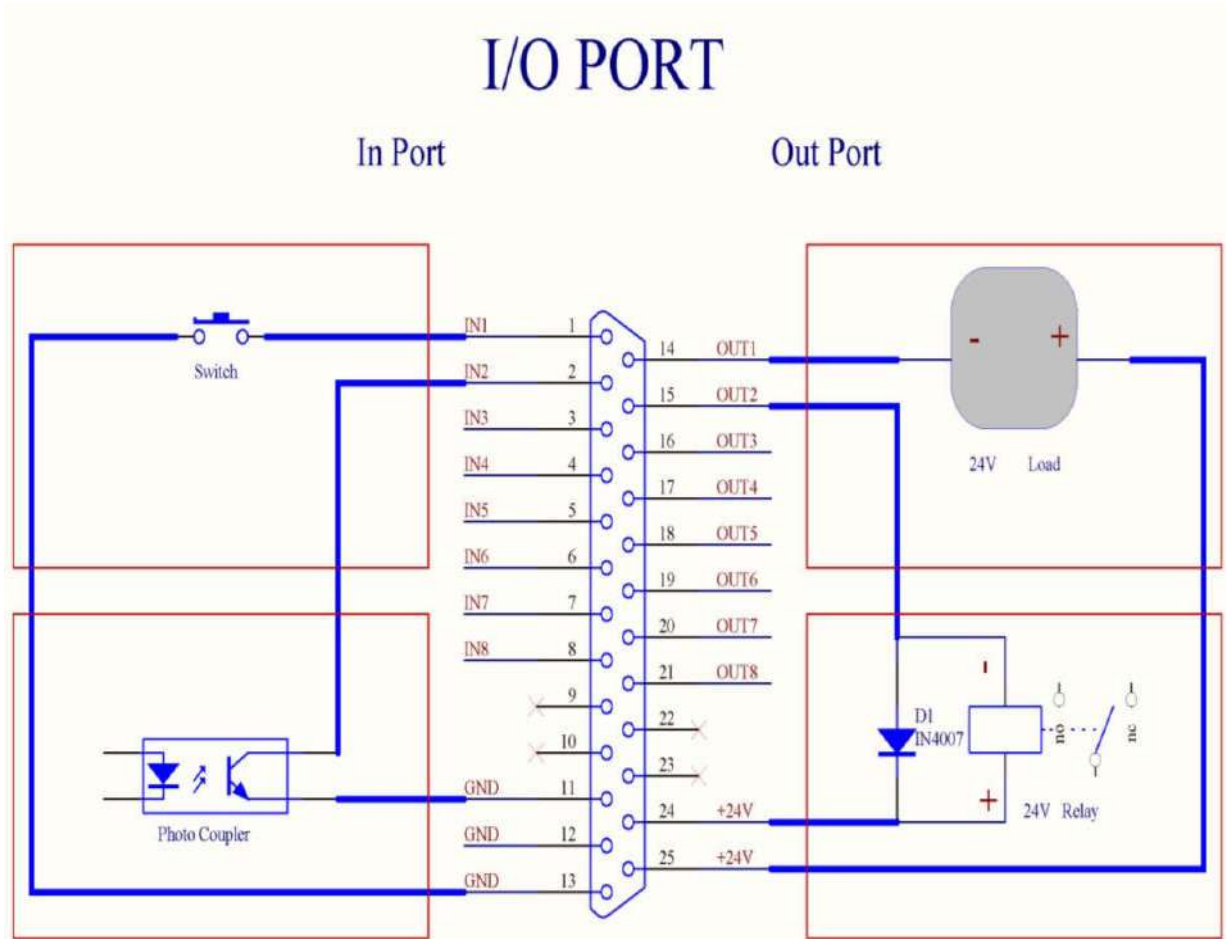 I/O PORT
In Port Out Port
Switch
IN1 1
IN2 2
IN3 3
IN4 4
IN5 5
IN6 6
IN7 7
IN8 8
9
10
GND 11
GND 12
GND 13
Photo Coupler
14 OUT1
15 OUT2
16 OUT3
17 OUT4
18 OUT5
19 OUT6
20 OUT7
21 OUT8
22
23
24 +24V
25 +24V
- +
24V Load
-
D1
IN4007
no nc
+
24V Relay